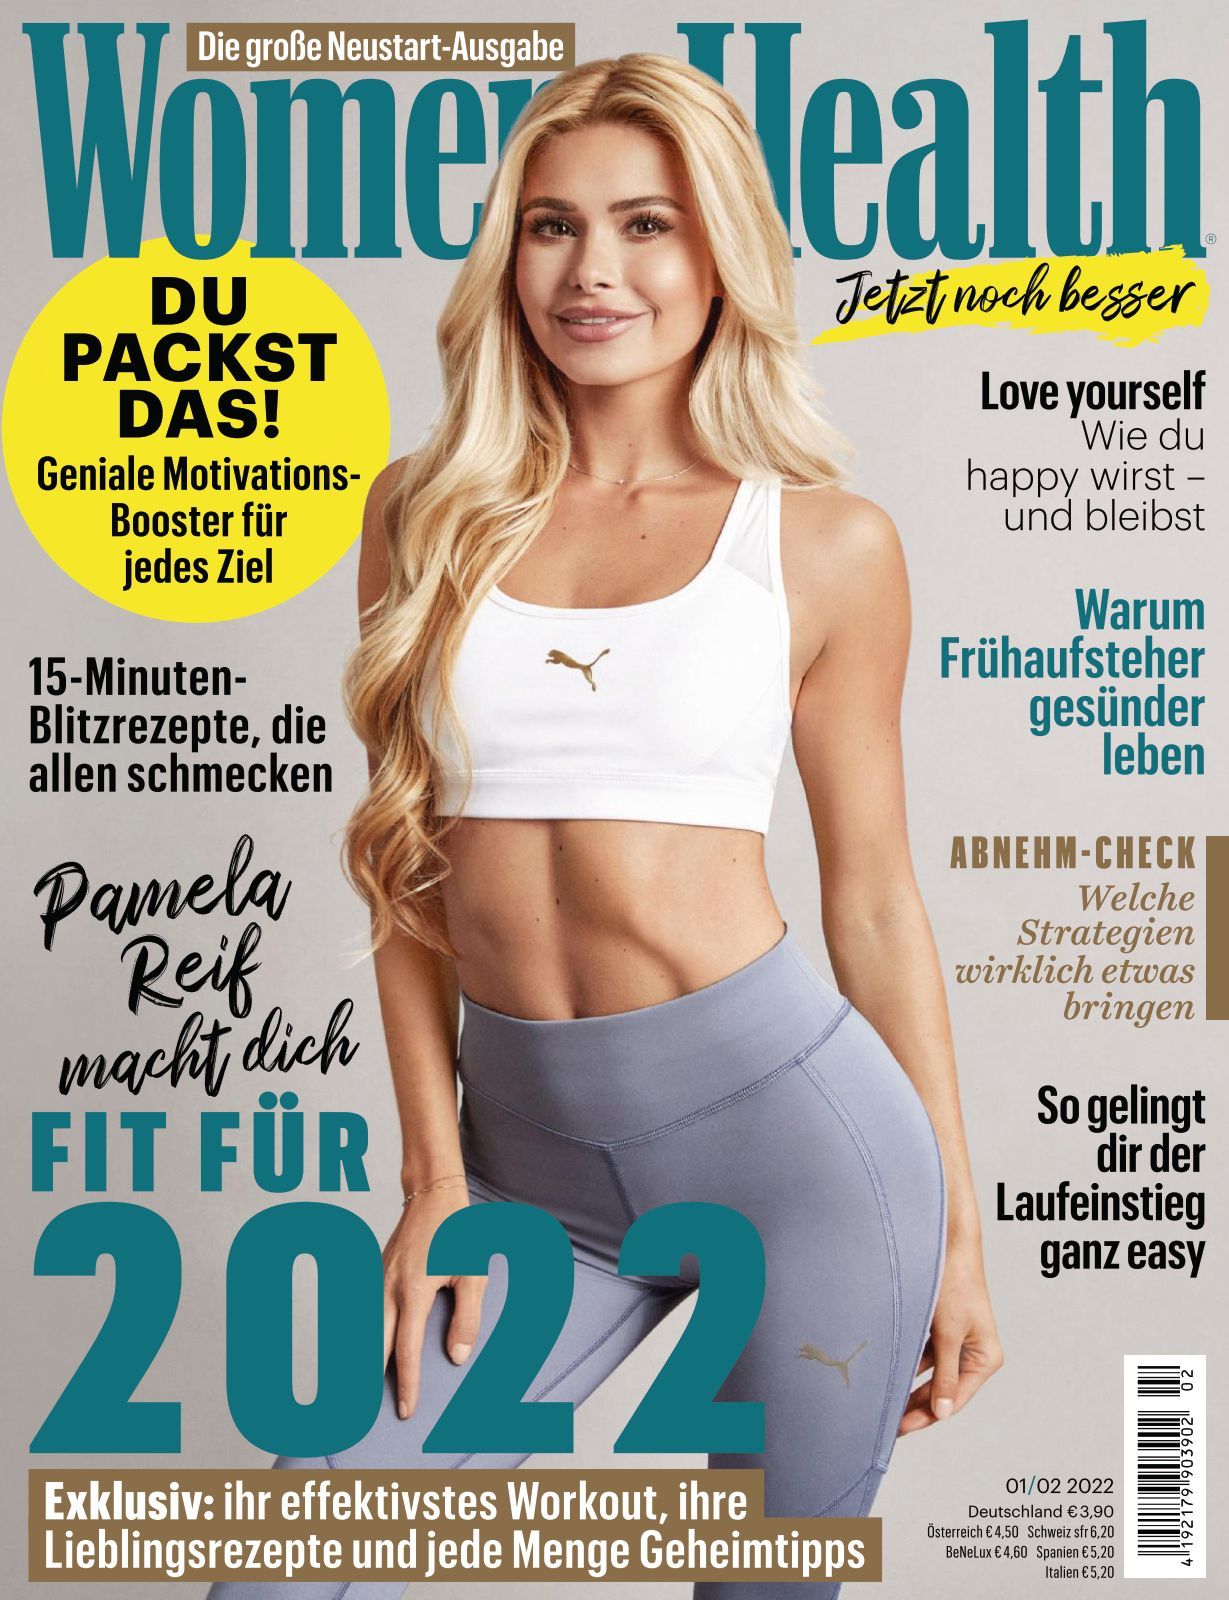 Die große Neustart-Ausgabe
Women Health
®
Jetzt noch besser
DU
PACKST
DAS!
Geniale Motivations-
Booster für
jedes Ziel
Love yourself
Wie du
happy wirst –
und bleibst
Warum
Frühaufsteher
gesünder
leben
15-Minuten-
Blitzrezepte, die
allen schmecken
ABNEHM-CHECK
Welche
Strategien
wirklich etwas
bringen
Pamela
Reif
macht dich
FIT FÜR
2022
So gelingt
dir der
Laufeinstieg
ganz easy
Exklusiv: ihr effektivstes Workout, ihre
Lieblingsrezepte und jede Menge Geheimtipps
01/02 2022
Deutschland € 3,90
Österreich € 4,50 Schweiz sfr 6,20
BeNeLux € 4,60 Spanien € 5,20
Italien € 5,20
4 192179 903902
02